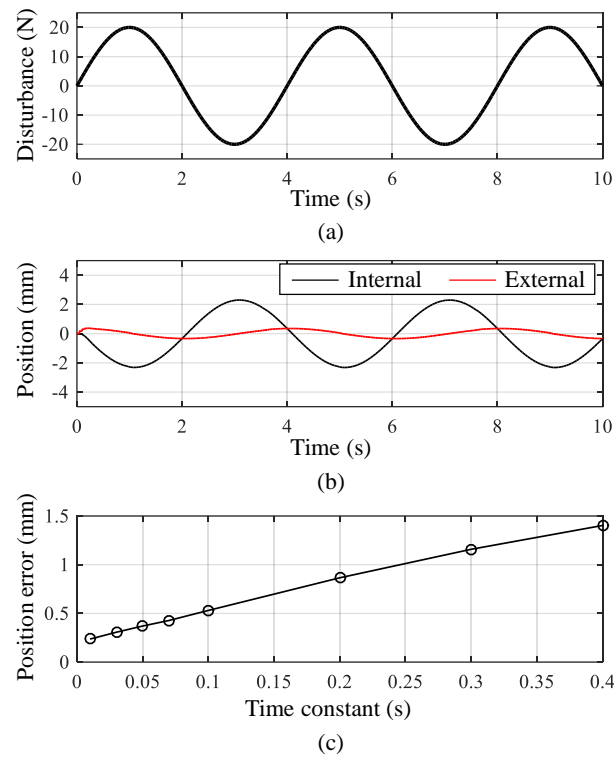 Disturbance (N)
20
10
0
-10
-20
0 2 4 6 8 10
Time (s)
(a)
Position (mm)
4
2
0
-2
-4
Internal External
0 2 4 6 8 10
Time (s)
(b)
Position error (mm)
1.5
1
0.5
0
0 0.05 0.1 0.15 0.2 0.25 0.3 0.35 0.4
Time constant (s)
(c)